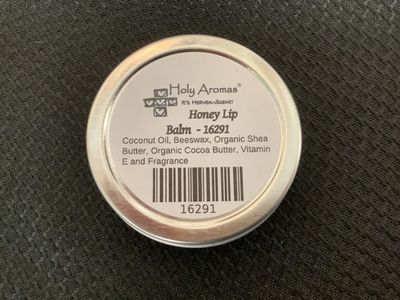 Holy Aromas®
It's Heaven-Scent!
Honey Lip
Balm - 16291
Coconut Oil, Beeswax, Organic Shea
Butter, Organic Cocoa Butter, Vitamin
E and Fragrance
16291